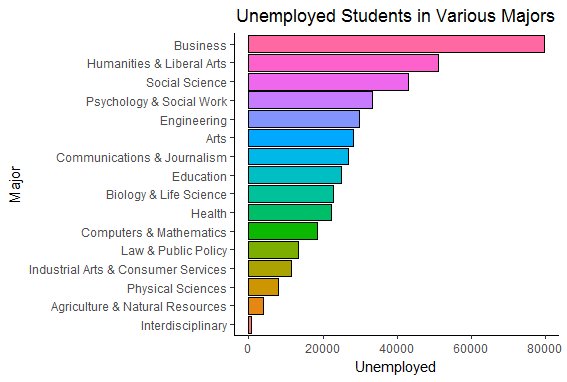 Unemployed Students in Various Majors
Major
Business
Humanities & Liberal Arts
Social Science
Psychology & Social Work
Engineering
Arts
Communications & Journalism
Education
Biology & Life Science
Health
Computers & Mathematics
Law & Public Policy
Industrial Arts & Consumer Services
Physical Sciences
Agriculture & Natural Resources
Interdisciplinary
0 20000 40000 60000 80000
Unemployed